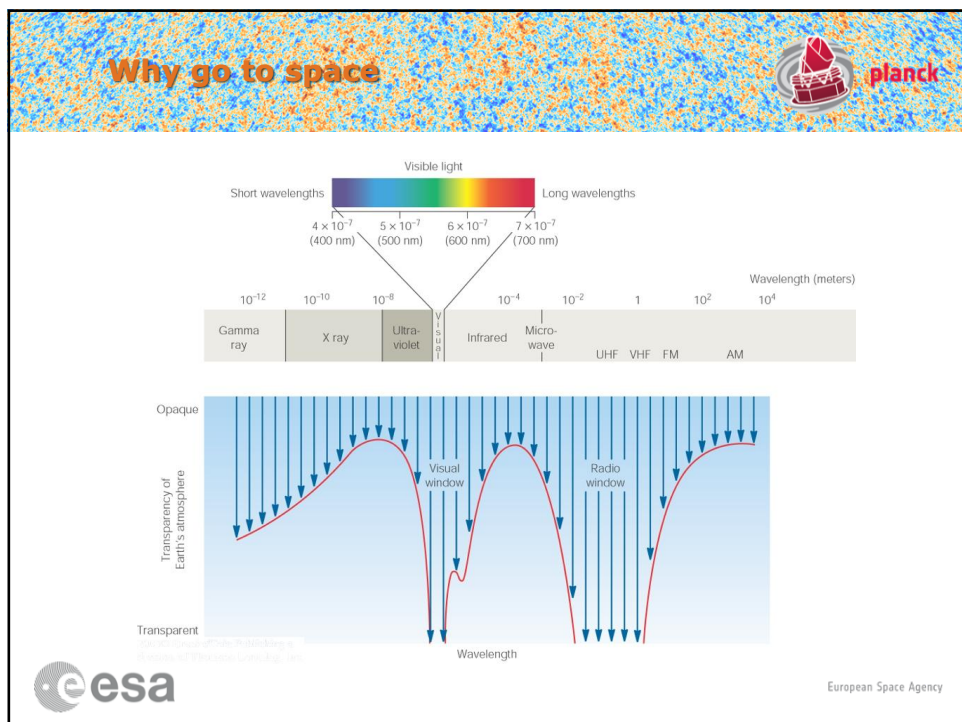 Why go to space
planck
Visible light
Short wavelengths
Long wavelengths
4 × 10⁻⁷ 5 × 10⁻⁷ 6 × 10⁻⁷ 7 × 10⁻⁷
(400 nm) (500 nm) (600 nm) (700 nm)
Wavelength (meters)
10⁻¹² 10⁻¹⁰ 10⁻⁸ 10⁻⁴ 10⁻² 1 10² 10⁴
Gamma
ray
X ray
Ultra-
violet
Visual
Infrared
Micro-
wave
UHF VHF FM AM
Opaque
Visual
window
Radio
window
Transparency of
Earth's atmosphere
Transparent
Wavelength
esa
European Space Agency